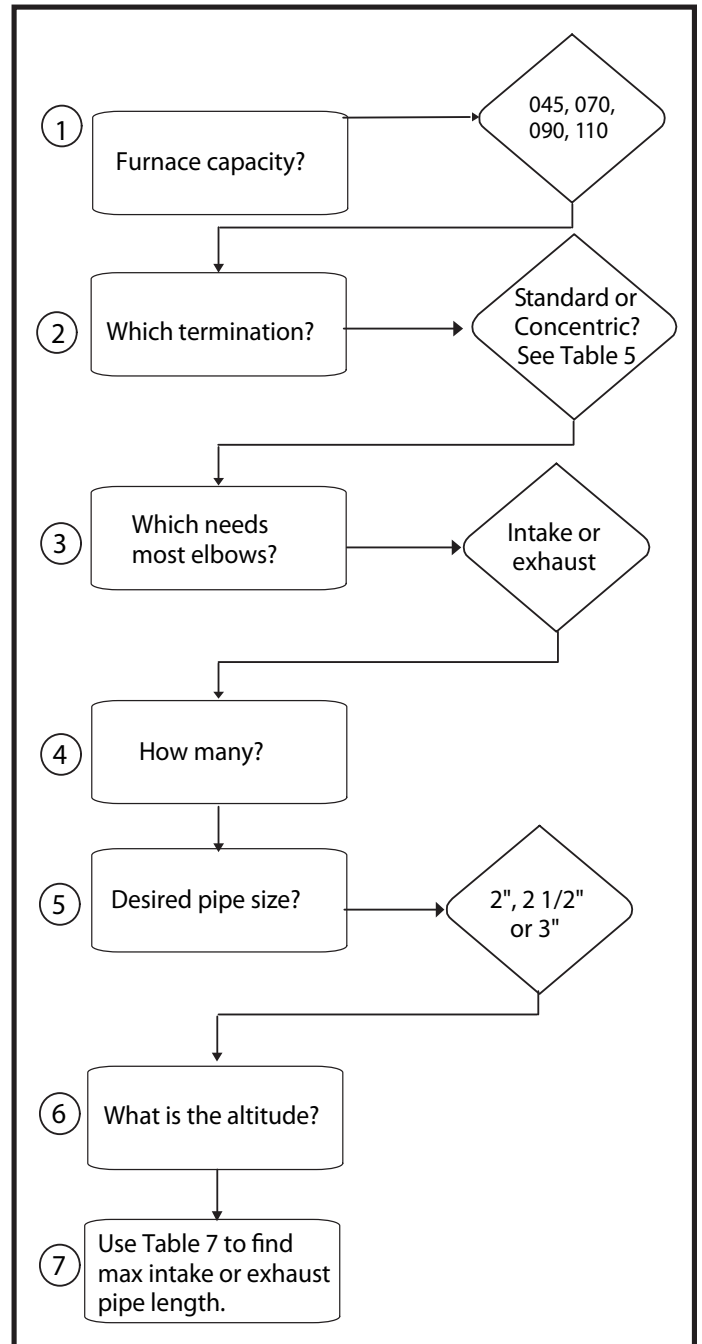 1
Furnace capacity?
045, 070,
090, 110
2
Which termination?
Standard or
Concentric?
See Table 5
3
Which needs
most elbows?
Intake or
exhaust
4
How many?
5
Desired pipe size?
2", 2 1/2"
or 3"
6
What is the altitude?
7
Use Table 7 to find
max intake or exhaust
pipe length.